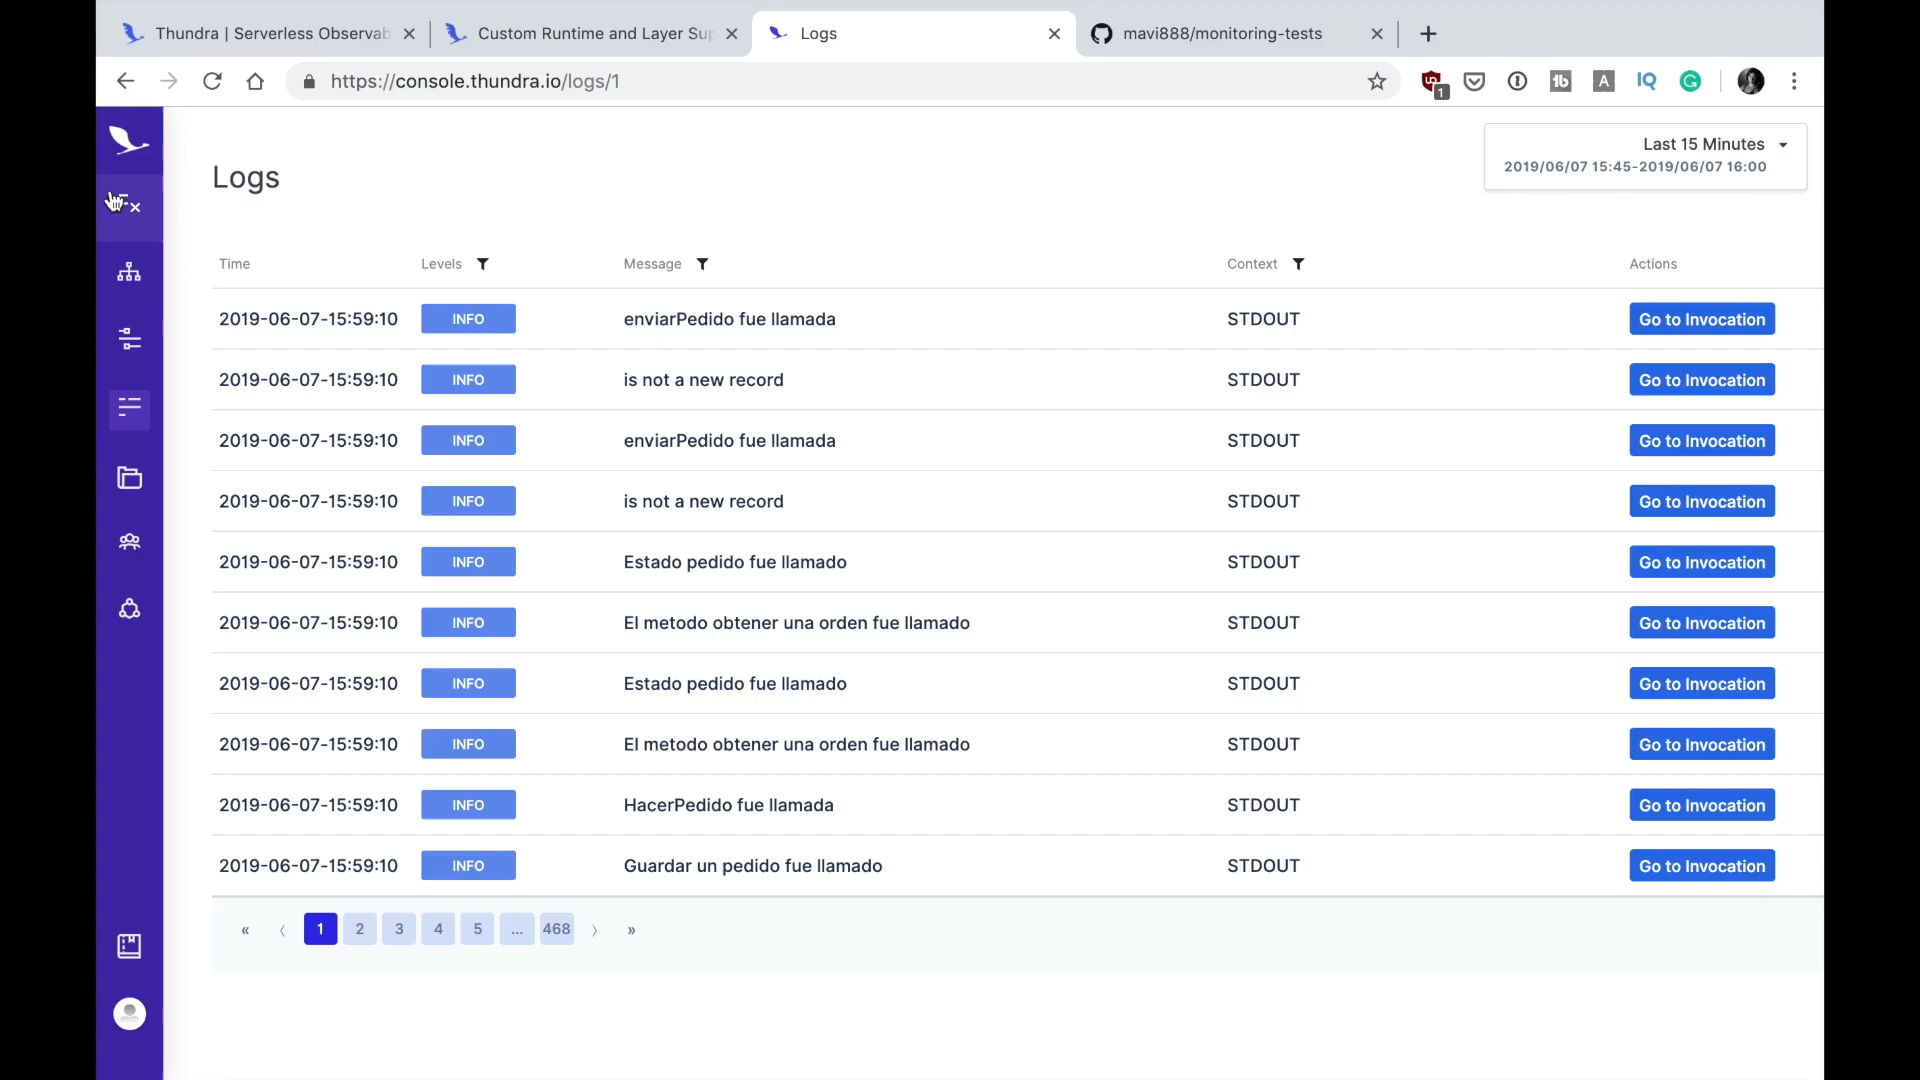 Thundra | Serverless Observab
Custom Runtime and Layer Sup
Logs
mavi888/monitoring-tests
https://console.thundra.io/logs/1
1
Logs
Last 15 Minutes
2019/06/07 15:45-2019/06/07 16:00
Time Levels Message Context Actions
2019-06-07-15:59:10 INFO enviarPedido fue llamada STDOUT Go to Invocation
2019-06-07-15:59:10 INFO is not a new record STDOUT Go to Invocation
2019-06-07-15:59:10 INFO enviarPedido fue llamada STDOUT Go to Invocation
2019-06-07-15:59:10 INFO is not a new record STDOUT Go to Invocation
2019-06-07-15:59:10 INFO Estado pedido fue llamado STDOUT Go to Invocation
2019-06-07-15:59:10 INFO El metodo obtener una orden fue llamado STDOUT Go to Invocation
2019-06-07-15:59:10 INFO Estado pedido fue llamado STDOUT Go to Invocation
2019-06-07-15:59:10 INFO El metodo obtener una orden fue llamado STDOUT Go to Invocation
2019-06-07-15:59:10 INFO HacerPedido fue llamada STDOUT Go to Invocation
2019-06-07-15:59:10 INFO Guardar un pedido fue llamado STDOUT Go to Invocation
« ‹ 1 2 3 4 5 ... 468 › »